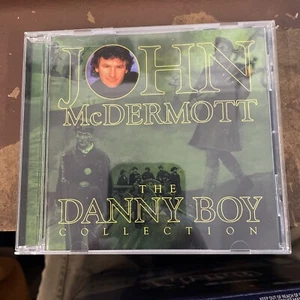 JOHN
McDERMOTT
THE
DANNY BOY
COLLECTION